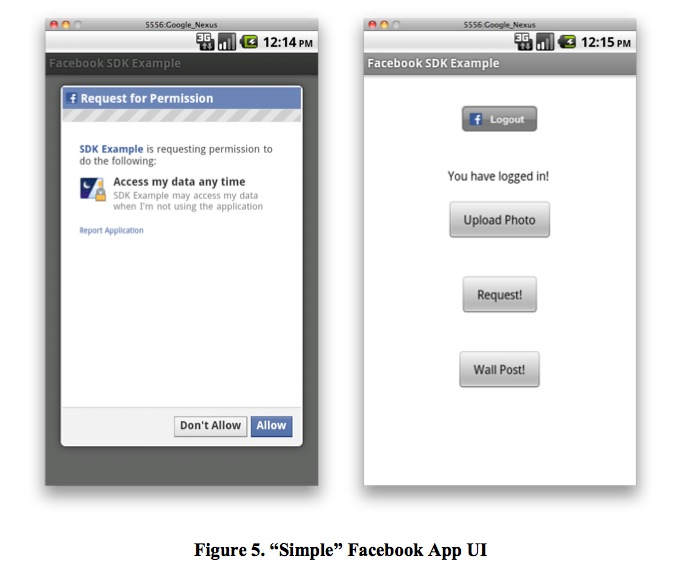 5556:Google_Nexus
3G
12:14 PM
Facebook SDK Example
f Request for Permission
SDK Example is requesting permission to
do the following:
Access my data any time
SDK Example may access my data
when I'm not using the application
Report Application
Don't Allow
Allow
5556:Google_Nexus
3G
12:15 PM
Facebook SDK Example
f Logout
You have logged in!
Upload Photo
Request!
Wall Post!
Figure 5. “Simple” Facebook App UI